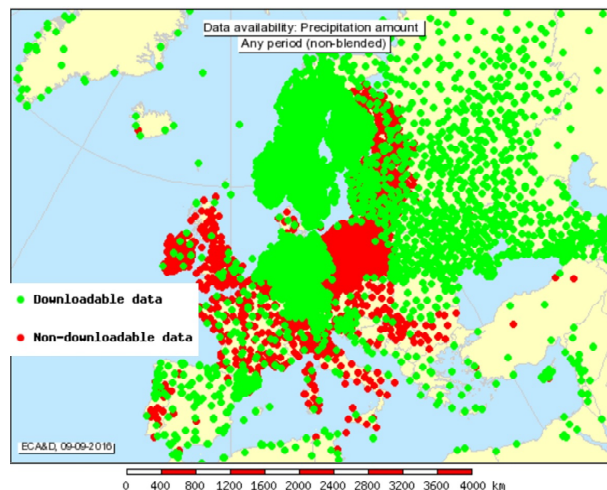 Data availability: Precipitation amount
Any period (non-blended)
Downloadable data
Non-downloadable data
ECA&D, 09-09-2016
0 400 800 1200 1600 2000 2400 2800 3200 3600 4000 km